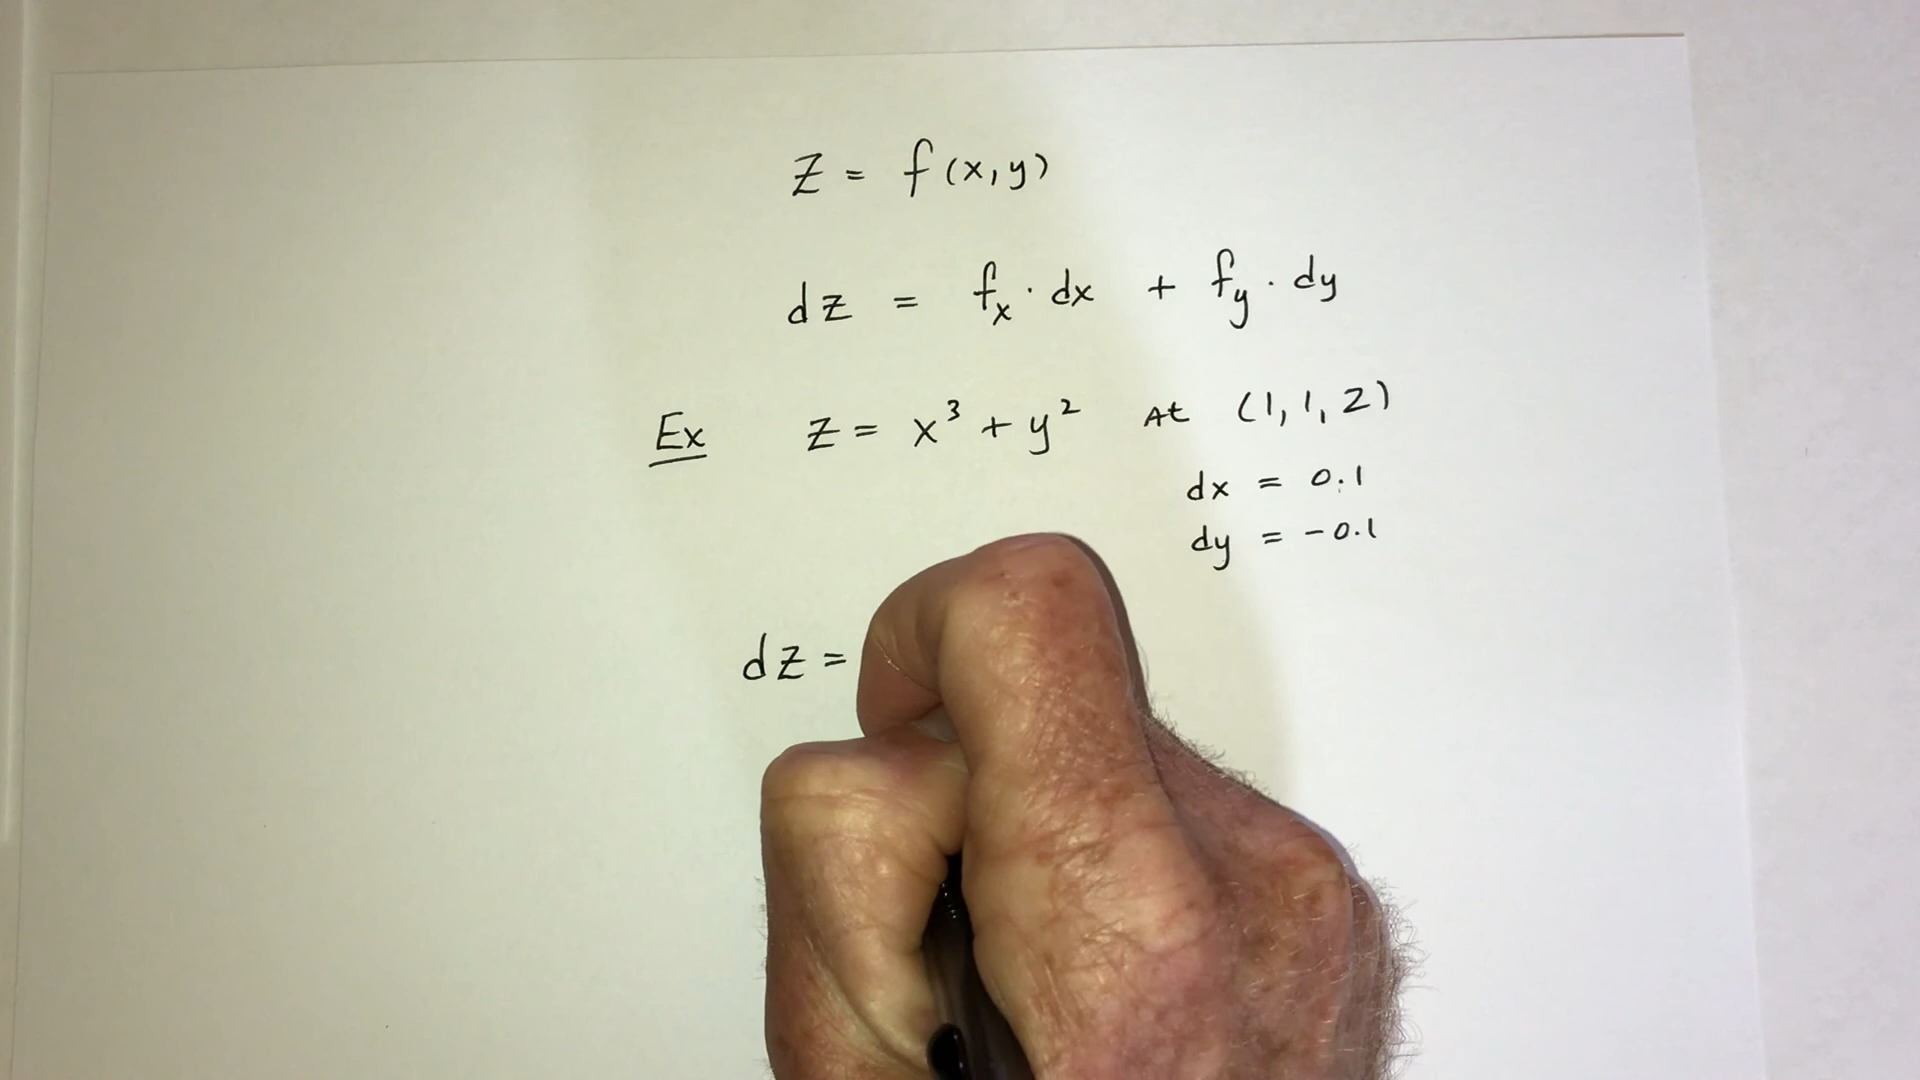 z = f(x,y)
dz = fx · dx + fy · dy
Ex z = x³ + y² At (1, 1, 2)
dx = 0.1
dy = -0.1
dz =